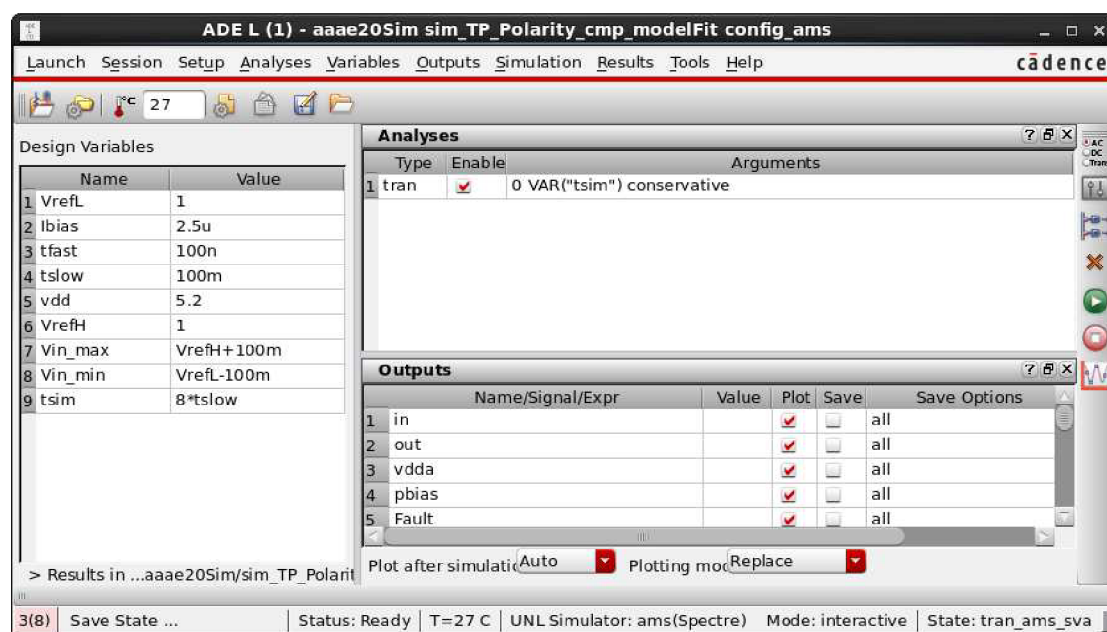 ADE L (1) - aaae20Sim sim_TP_Polarity_cmp_modelFit config_ams
Launch Session Setup Analyses Variables Outputs Simulation Results Tools Help cādence
°C 27
Design Variables
Name Value
1 VrefL 1
2 Ibias 2.5u
3 tfast 100n
4 tslow 100m
5 vdd 5.2
6 VrefH 1
7 Vin_max VrefH+100m
8 Vin_min VrefL-100m
9 tsim 8*tslow
> Results in ...aaae20Sim/sim_TP_Polarit
Analyses
Type Enable Arguments
1 tran 0 VAR("tsim") conservative
AC
DC
Tran
Outputs
Name/Signal/Expr Value Plot Save Save Options
1 in all
2 out all
3 vdda all
4 pbias all
5 Fault all
Plot after simulatic Auto Plotting moc Replace
3(8) Save State ... Status: Ready T=27 C UNL Simulator: ams(Spectre) Mode: interactive State: tran_ams_sva